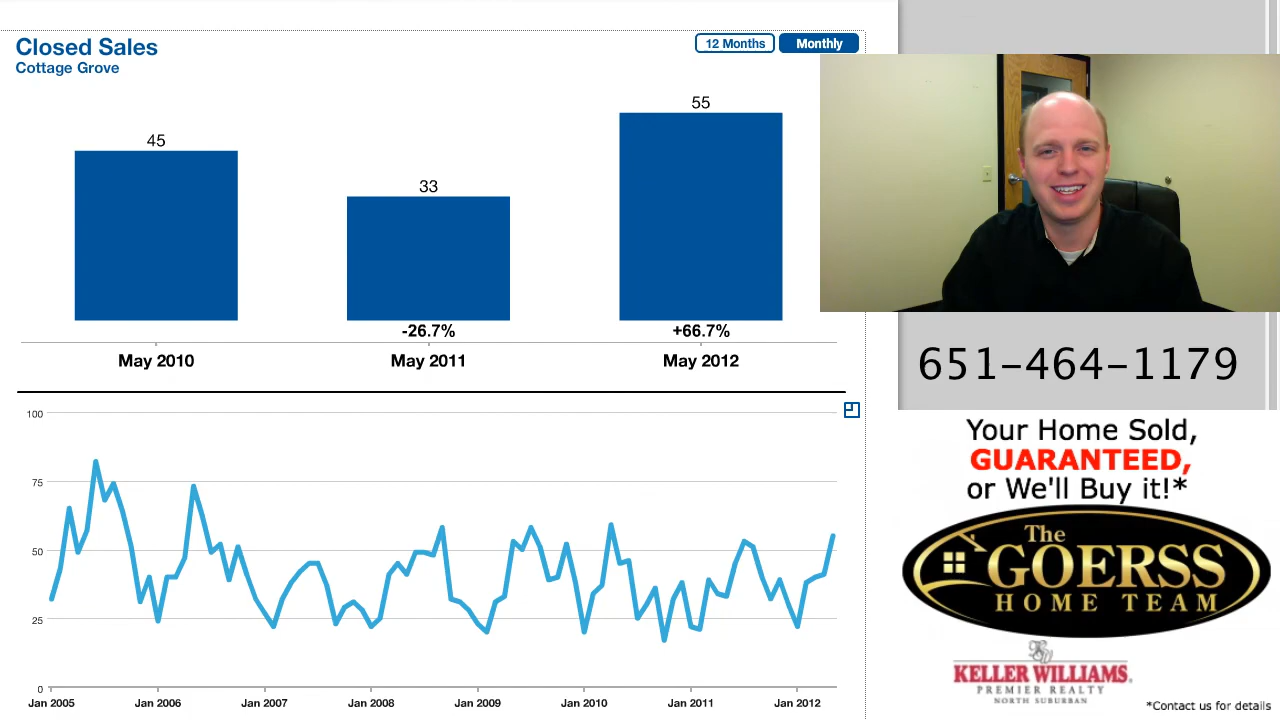 Closed Sales
Cottage Grove
12 Months
Monthly
45
33
55
-26.7%
+66.7%
May 2010
May 2011
May 2012
100
75
50
25
0
Jan 2005
Jan 2006
Jan 2007
Jan 2008
Jan 2009
Jan 2010
Jan 2011
Jan 2012
651-464-1179
Your Home Sold,
GUARANTEED,
or We'll Buy it!*
The
GOERSS
HOME TEAM
KW
KELLER WILLIAMS®
PREMIER REALTY
NORTH SUBURBAN
*Contact us for details